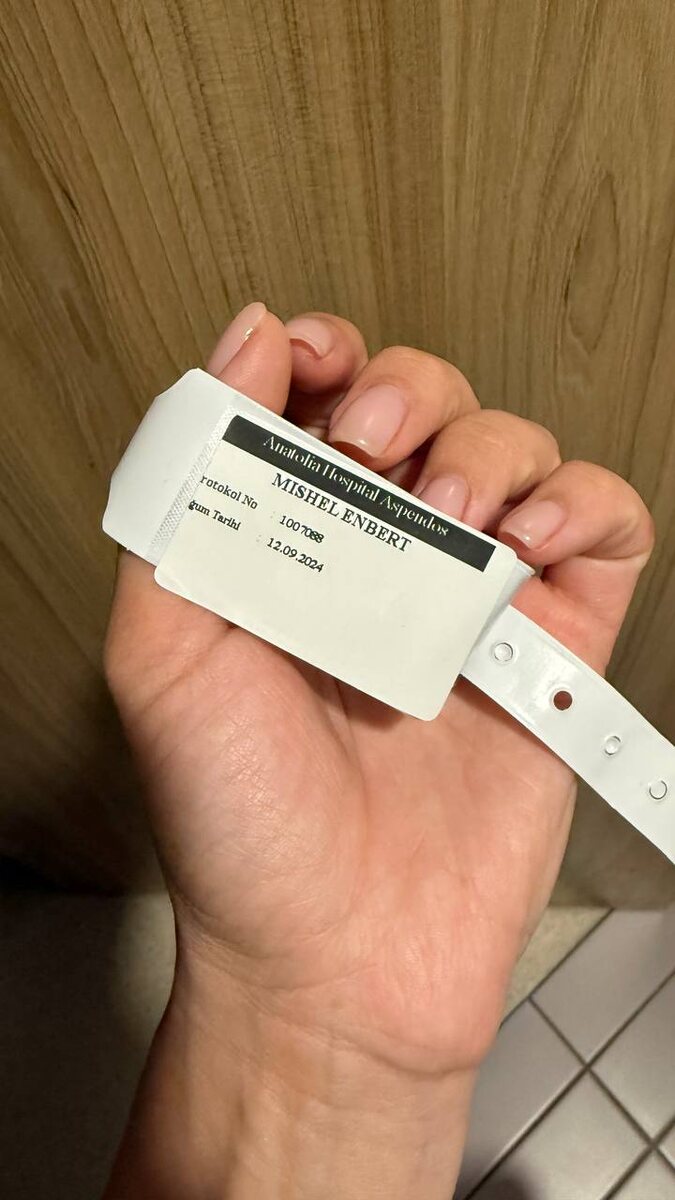 Anatolia Hospital Aspendos
MISHEL ENBERT
rotokol No : 1007088
ğum Tarihi : 12.09.2024